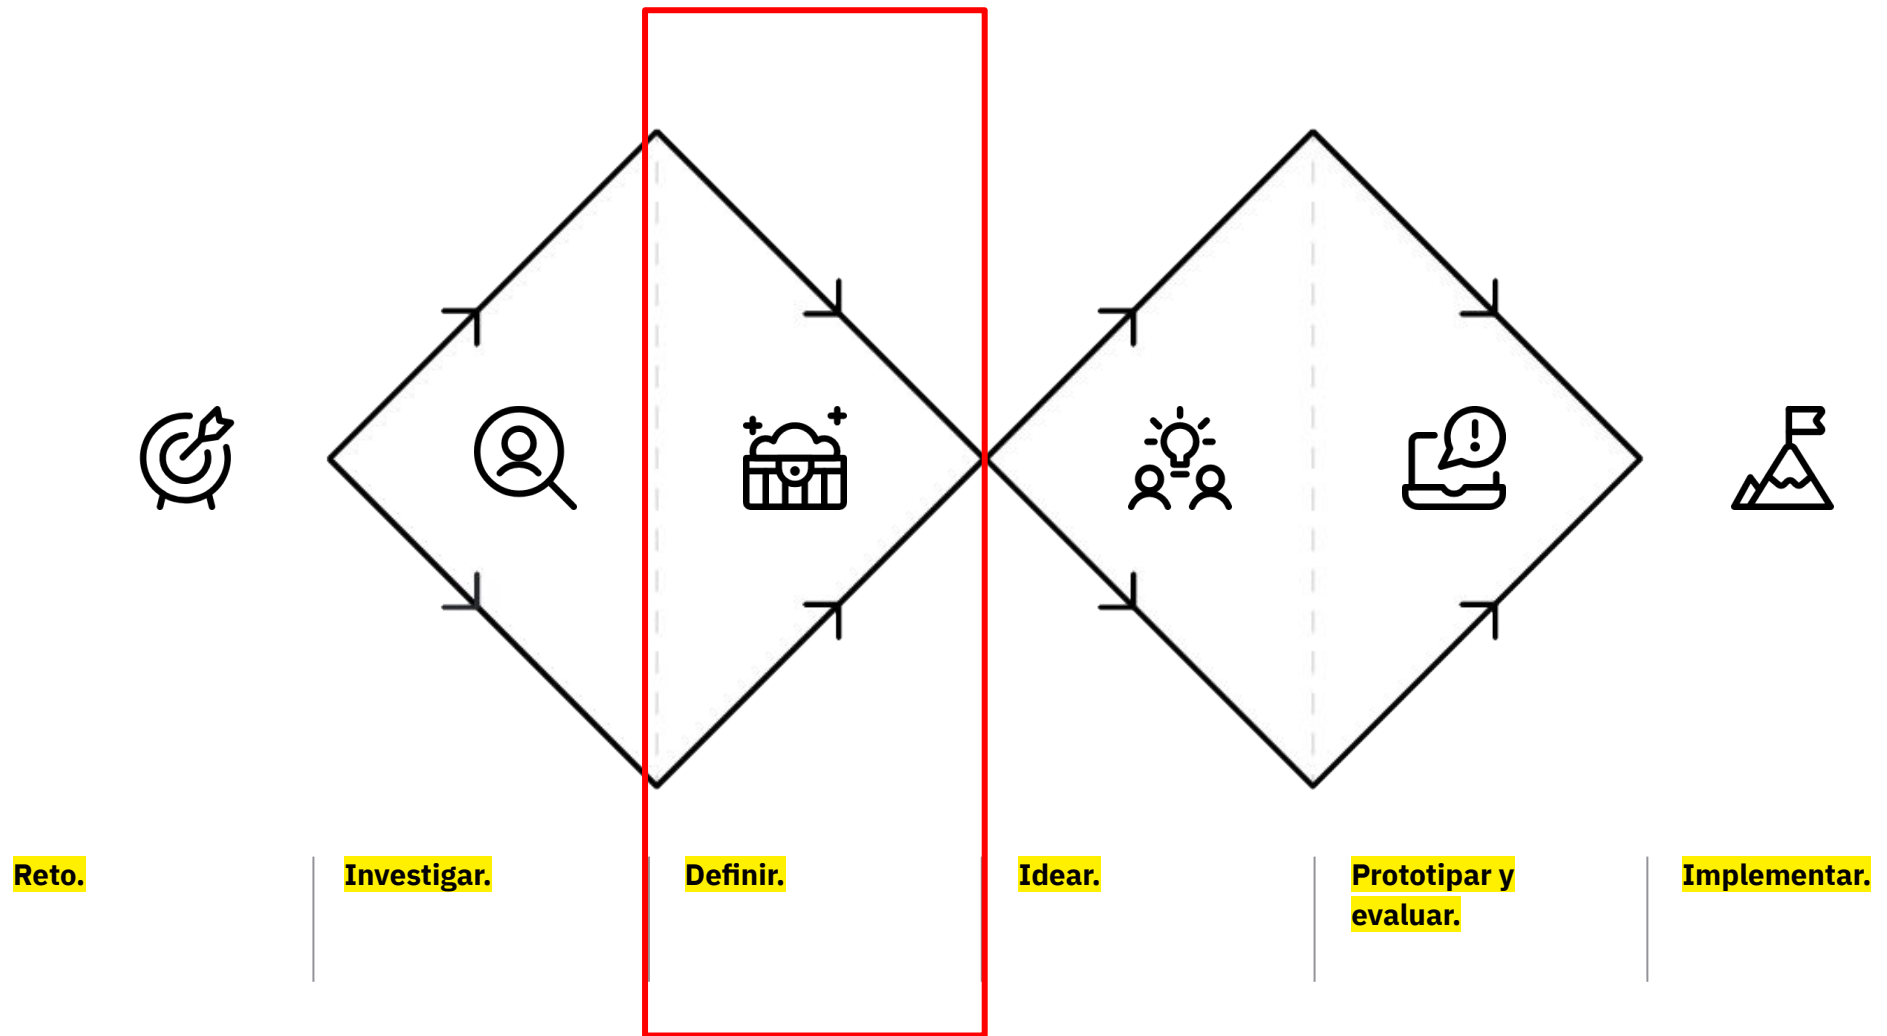 Reto.
Investigar.
Definir.
Idear.
Prototipar y
evaluar.
Implementar.